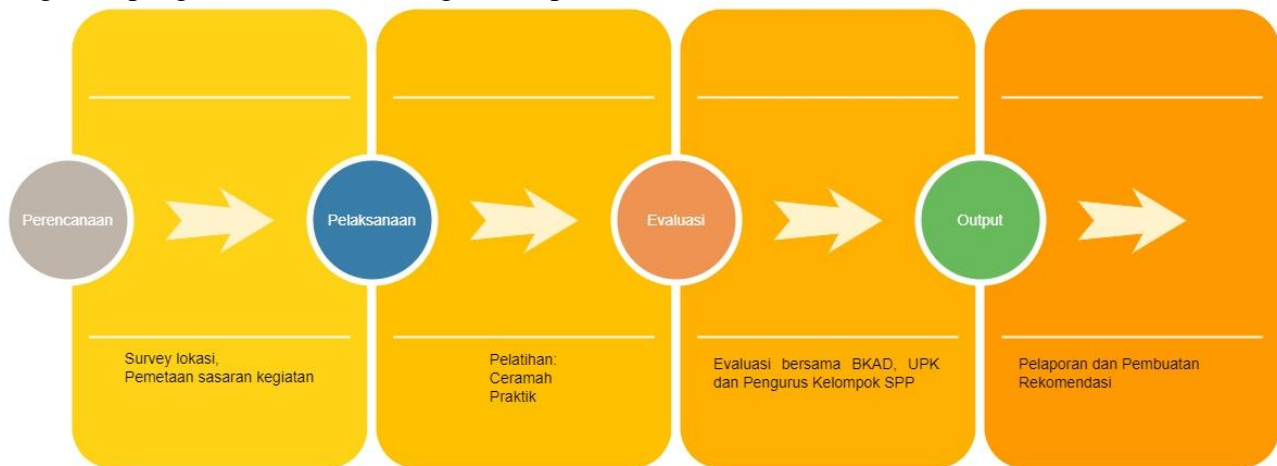 Perencanaan
Pelaksanaan
Evaluasi
Output
Survey lokasi,
Pemetaan sasaran kegiatan
Pelatihan:
Ceramah
Praktik
Evaluasi bersama BKAD, UPK
dan Pengurus Kelompok SPP
Pelaporan dan Pembuatan
Rekomendasi